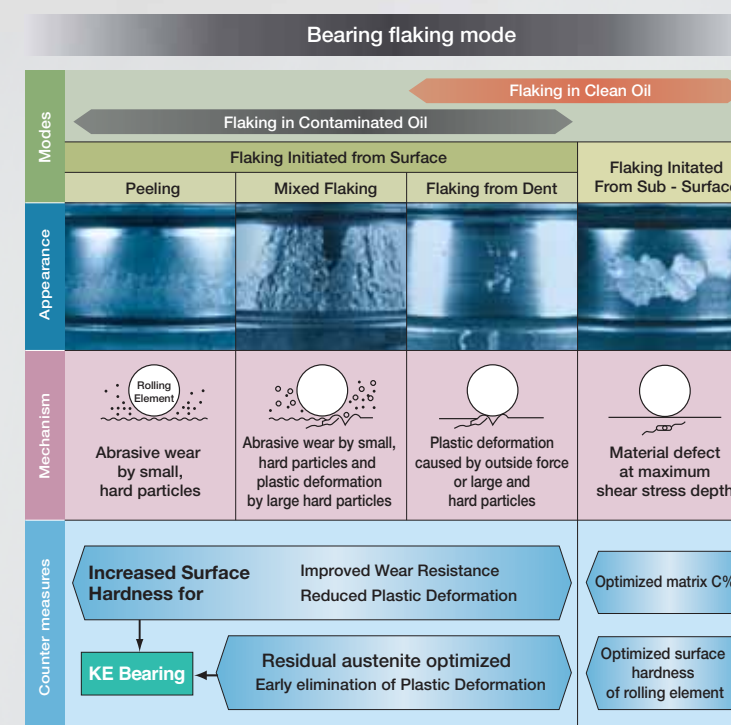 Bearing flaking mode
Modes
Flaking in Clean Oil
Flaking in Contaminated Oil
Flaking Initiated from Surface
Flaking Initated
From Sub - Surface
Peeling
Mixed Flaking
Flaking from Dent
Appearance
Mechanism
Rolling
Element
Abrasive wear
by small,
hard particles
Abrasive wear by small,
hard particles and
plastic deformation
by large hard particles
Plastic deformation
caused by outside force
or large and
hard particles
Material defect
at maximum
shear stress depth
Counter measures
Increased Surface
Hardness for
Improved Wear Resistance
Reduced Plastic Deformation
Optimized matrix C%
KE Bearing
Residual austenite optimized
Early elimination of Plastic Deformation
Optimized surface
hardness
of rolling element